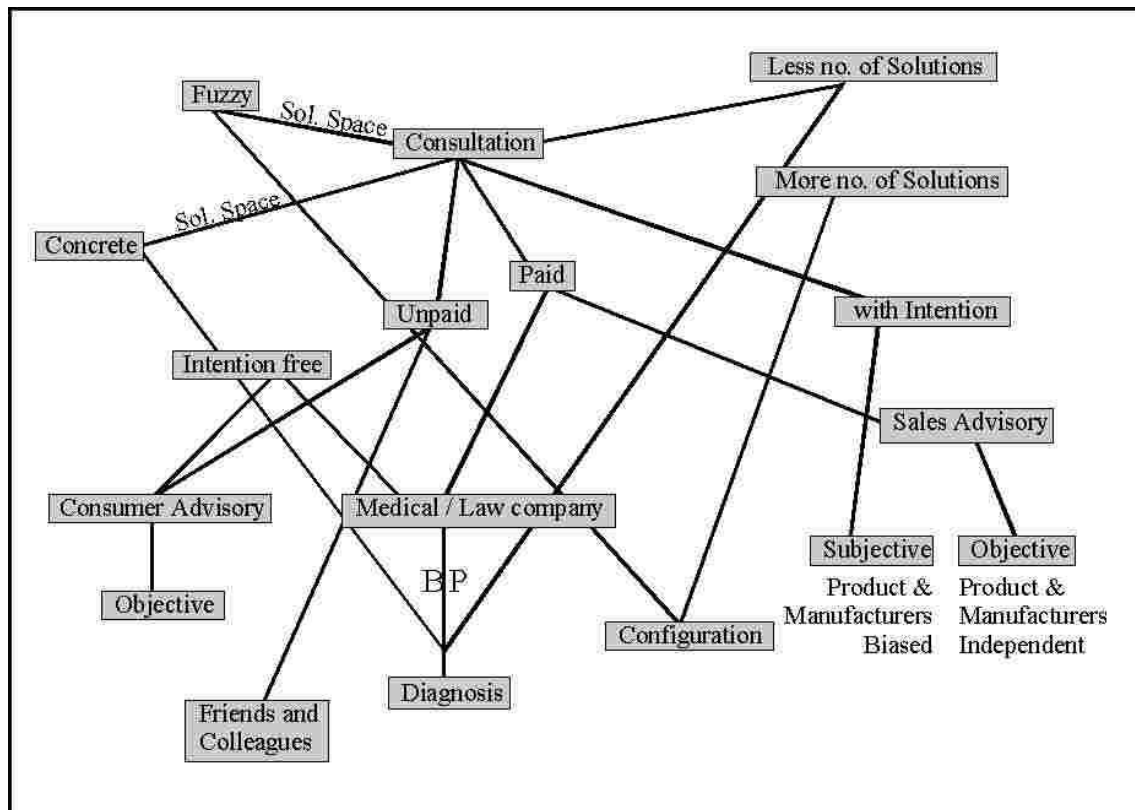 Less no. of Solutions
Fuzzy
Sol. Space
Consultation
More no. of Solutions
Sol. Space
Concrete
Paid
Unpaid
with Intention
Intention free
Sales Advisory
Consumer Advisory
Medical / Law company
Subjective
Objective
Product &
Manufacturers
Biased
Product &
Manufacturers
Independent
BP
Objective
Configuration
Diagnosis
Friends and
Colleagues